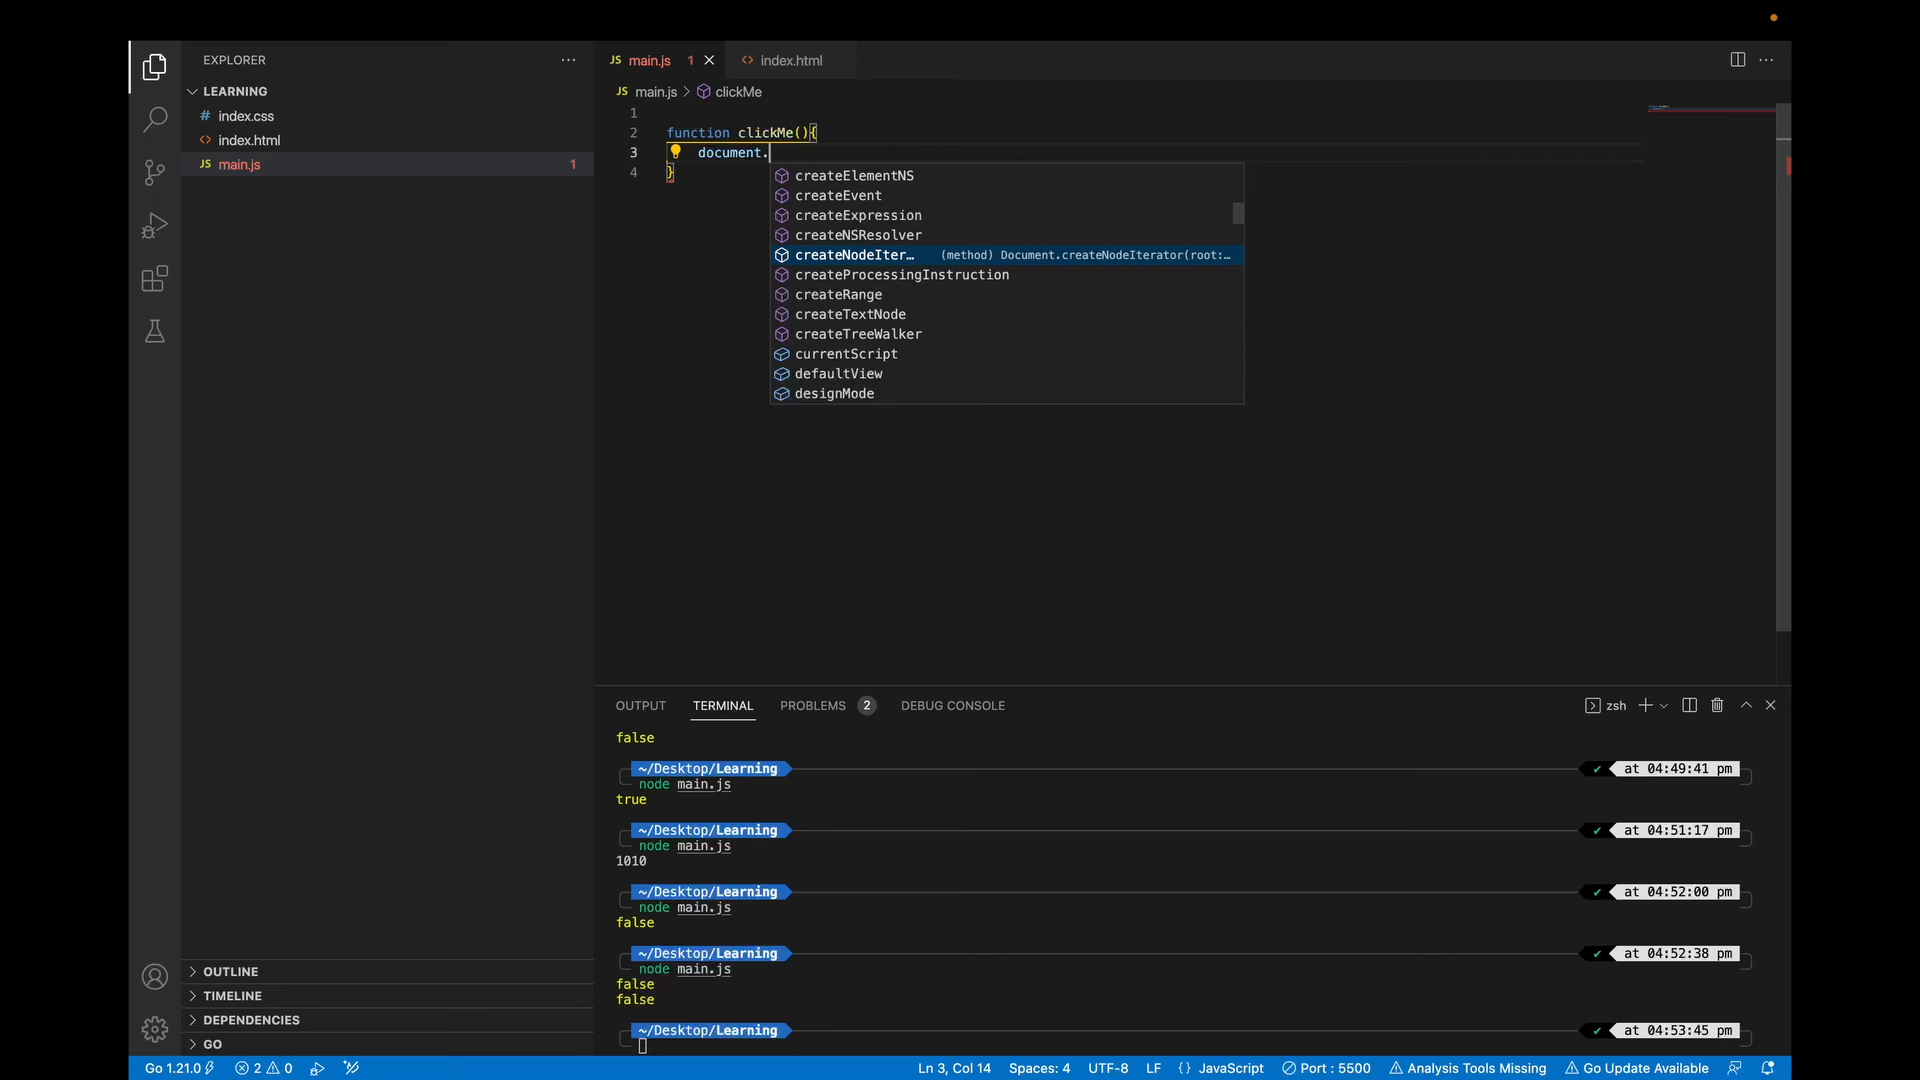 EXPLORER
LEARNING
# index.css
<> index.html
JS main.js 1
OUTLINE
TIMELINE
DEPENDENCIES
GO
JS main.js 1
<> index.html
JS main.js > clickMe
1
2 function clickMe(){
3 document.
4 }
createElementNS
createEvent
createExpression
createNSResolver
createNodeIter… (method) Document.createNodeIterator(root:…
createProcessingInstruction
createRange
createTextNode
createTreeWalker
currentScript
defaultView
designMode
OUTPUT TERMINAL PROBLEMS 2 DEBUG CONSOLE
zsh
false
~/Desktop/Learning ✔ at 04:49:41 pm
node main.js
true
~/Desktop/Learning ✔ at 04:51:17 pm
node main.js
1010
~/Desktop/Learning ✔ at 04:52:00 pm
node main.js
false
~/Desktop/Learning ✔ at 04:52:38 pm
node main.js
false
false
~/Desktop/Learning ✔ at 04:53:45 pm
Go 1.21.0 2 0 Ln 3, Col 14 Spaces: 4 UTF-8 LF {} JavaScript Port : 5500 Analysis Tools Missing Go Update Available